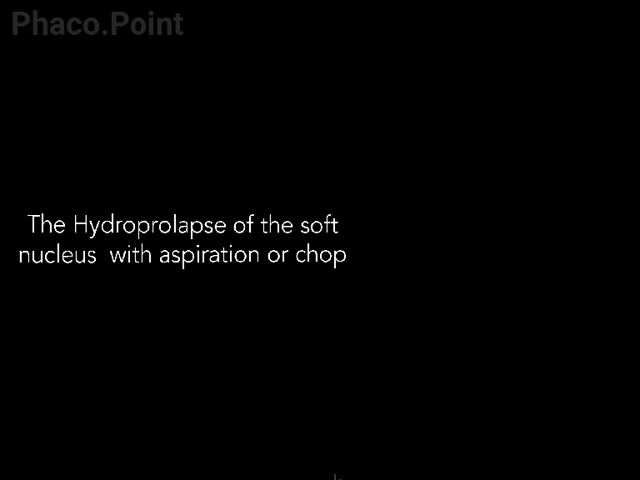 Phaco.Point
The Hydroprolapse of the soft
nucleus with aspiration or chop